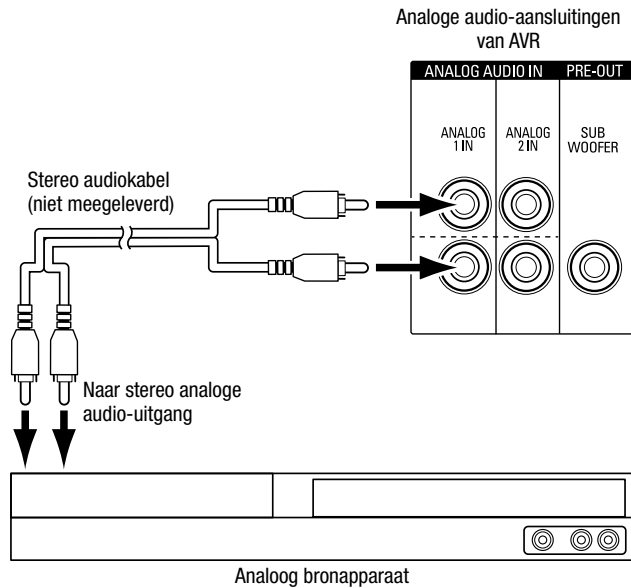 Analoge audio-aansluitingen
van AVR
ANALOG AUDIO IN
PRE-OUT
ANALOG
1 IN
ANALOG
2 IN
SUB
WOOFER
Stereo audiokabel
(niet meegeleverd)
Naar stereo analoge
audio-uitgang
Analoog bronapparaat